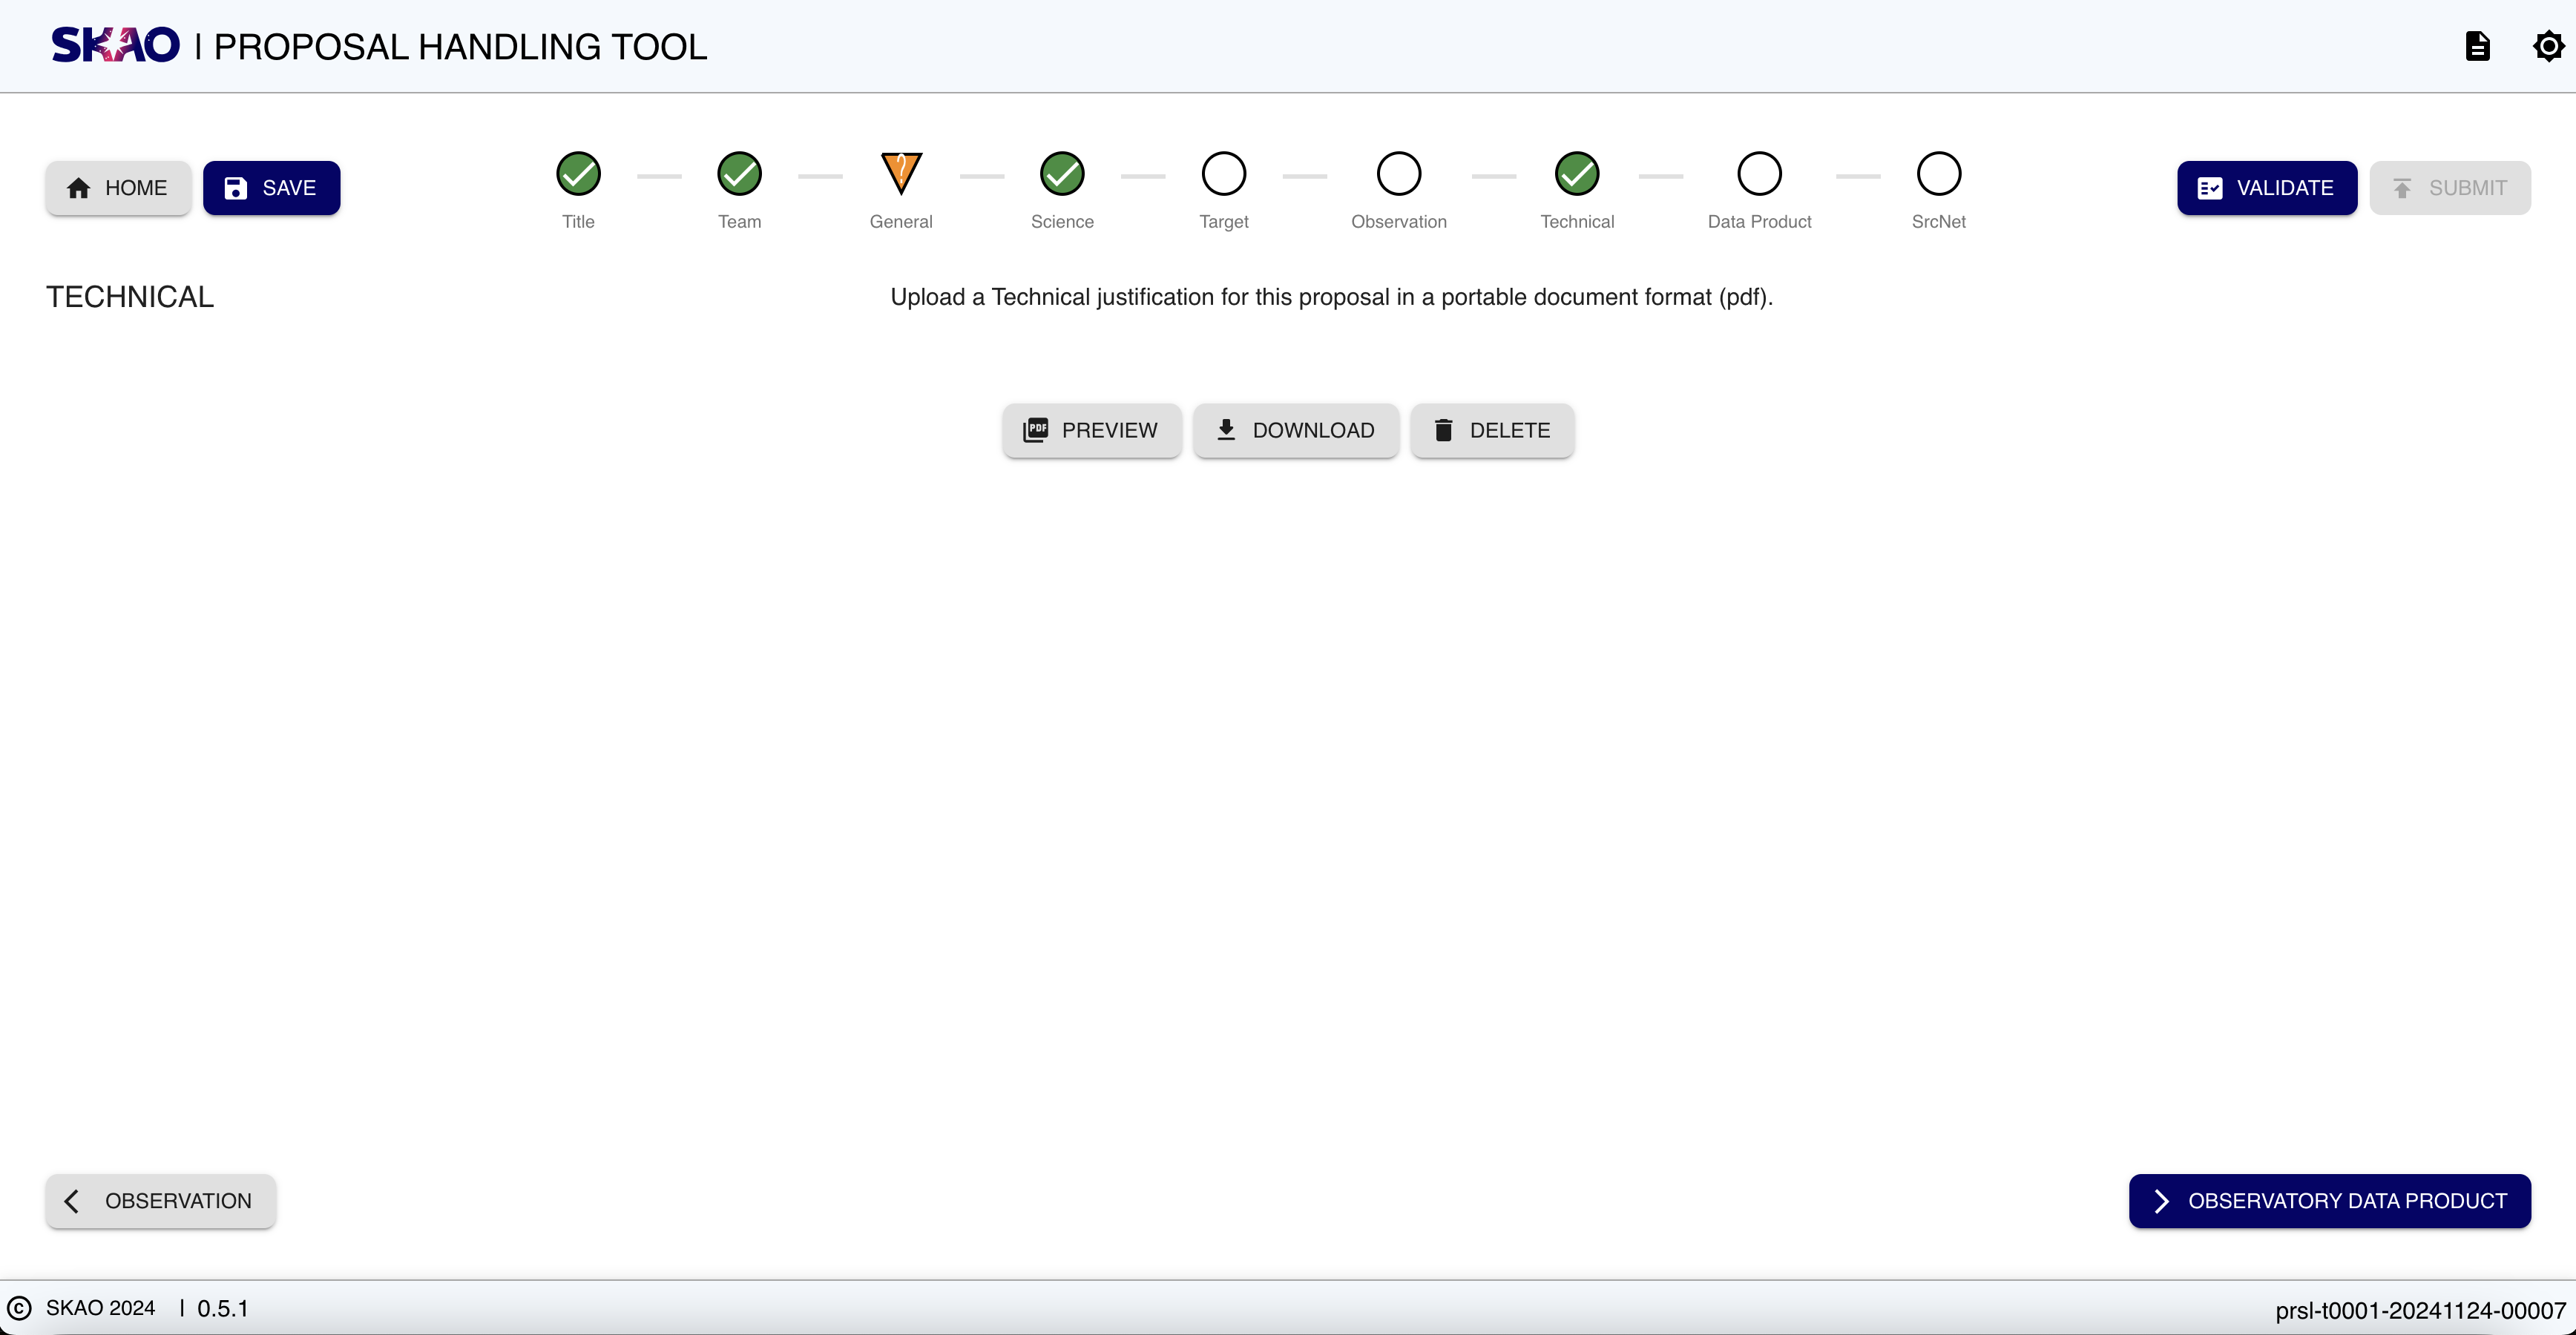 SKAO | PROPOSAL HANDLING TOOL
HOME
SAVE
?
Title
Team
General
Science
Target
Observation
Technical
Data Product
SrcNet
VALIDATE
SUBMIT
TECHNICAL
Upload a Technical justification for this proposal in a portable document format (pdf).
PDF PREVIEW
DOWNLOAD
DELETE
OBSERVATION
OBSERVATORY DATA PRODUCT
© SKAO 2024 | 0.5.1
prsl-t0001-20241124-00007